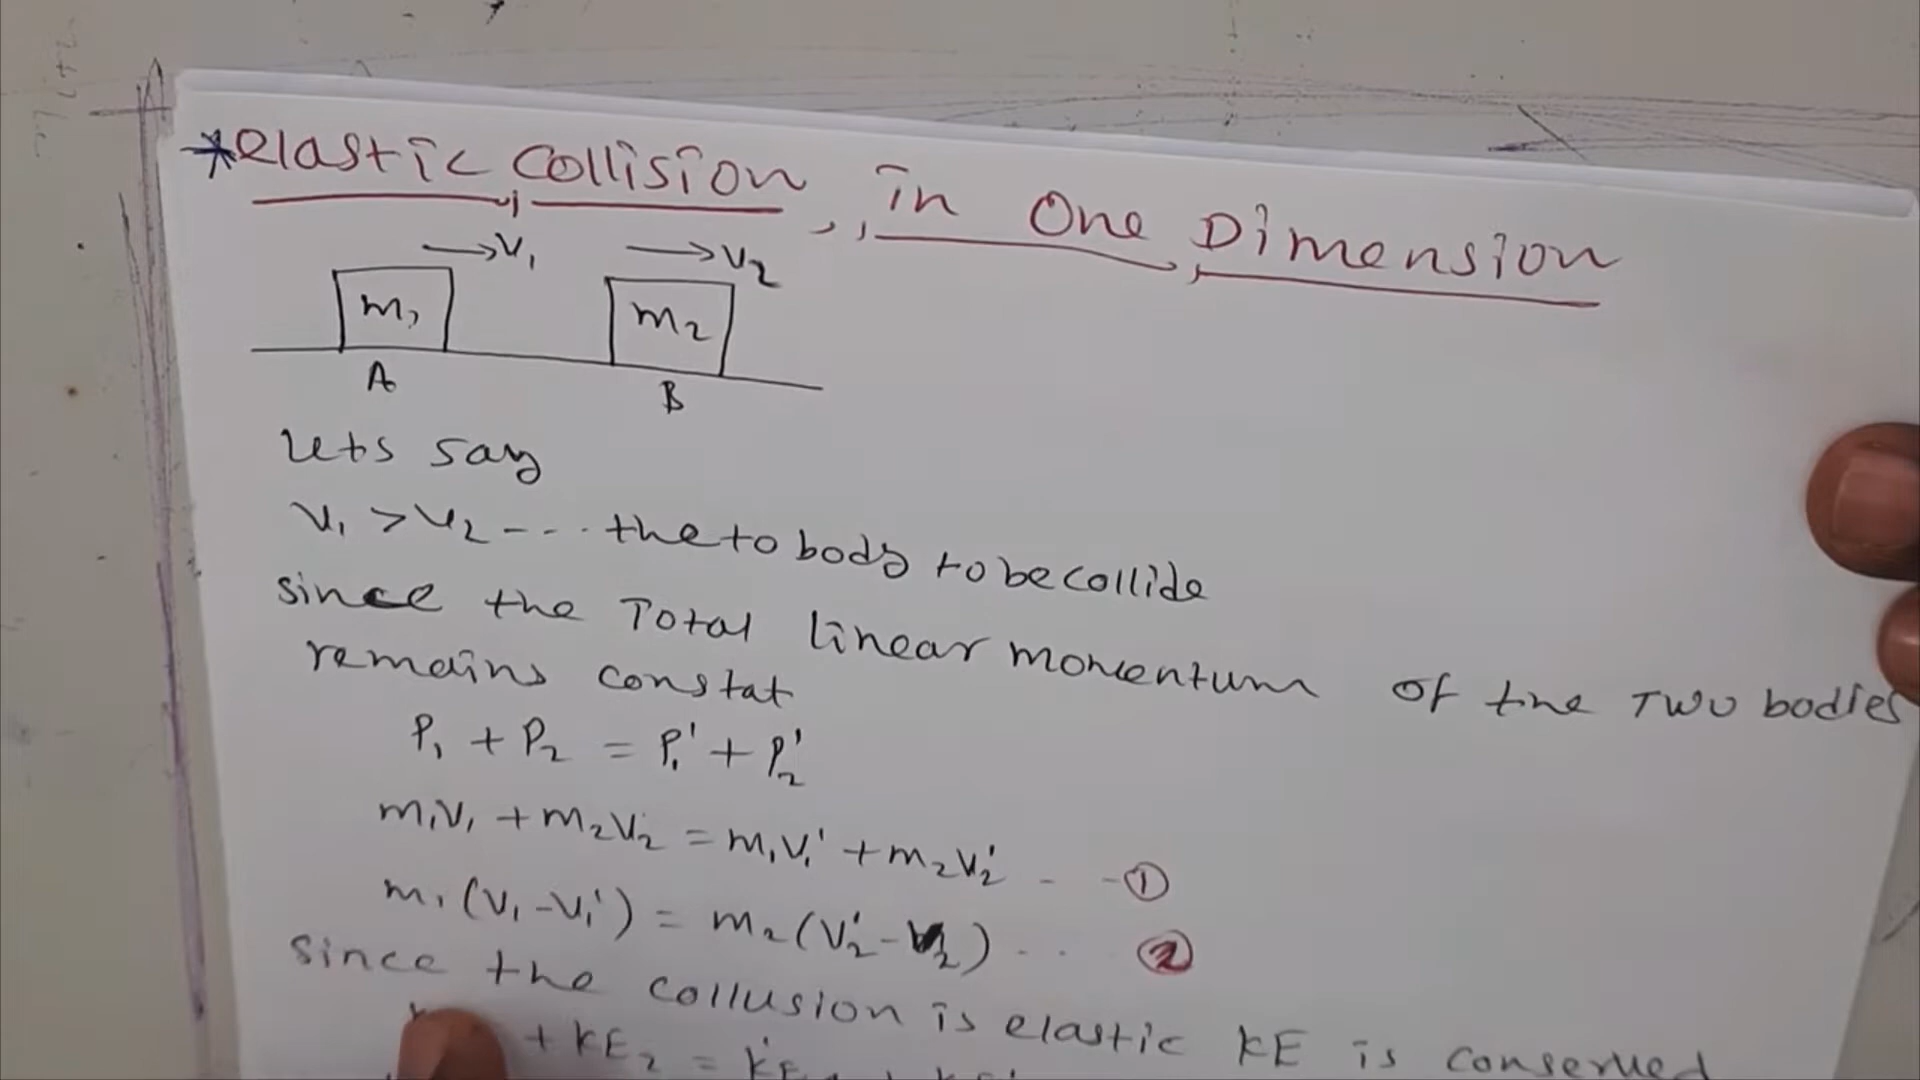 *elastic collision, in One Dimension
→V₁ →V₂
m₁ m₂
A B
lets say
V₁ > V₂ --- the to body to be collide
since the Total linear momentum of the Two bodies
remains constat
P₁ + P₂ = P₁' + P₂'
m₁V₁ + m₂V₂ = m₁V₁' + m₂V₂' - - ①
m₁(V₁ - V₁') = m₂(V₂' - V₂) ... ②
since the collusion is elastic KE is conserved
+ KE₂ =